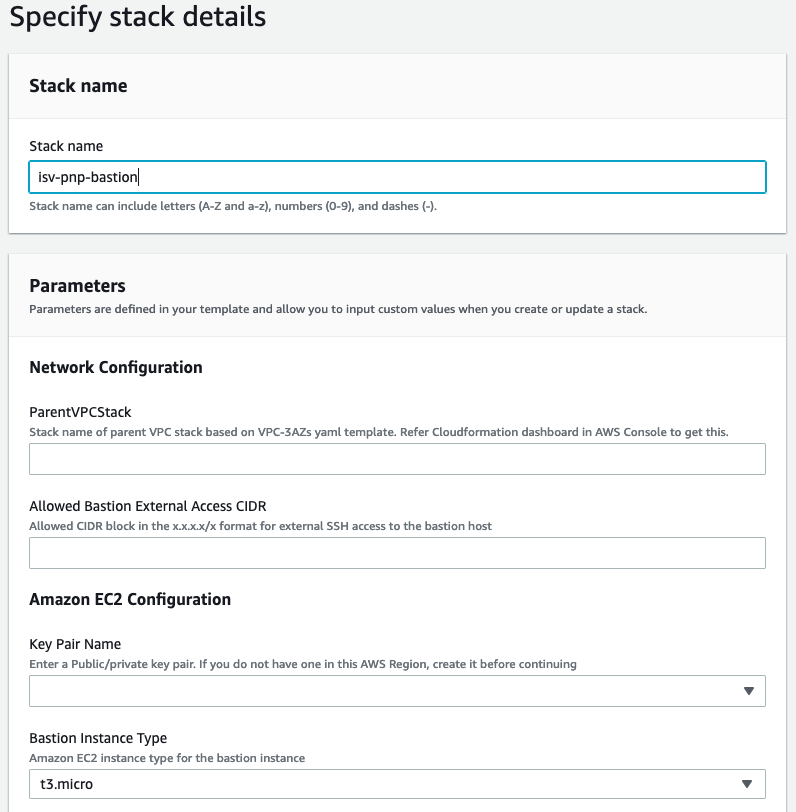 Specify stack details
Stack name
Stack name
isv-pnp-bastion
Stack name can include letters (A-Z and a-z), numbers (0-9), and dashes (-).
Parameters
Parameters are defined in your template and allow you to input custom values when you create or update a stack.
Network Configuration
ParentVPCStack
Stack name of parent VPC stack based on VPC-3AZs yaml template. Refer Cloudformation dashboard in AWS Console to get this.
Allowed Bastion External Access CIDR
Allowed CIDR block in the x.x.x.x/x format for external SSH access to the bastion host
Amazon EC2 Configuration
Key Pair Name
Enter a Public/private key pair. If you do not have one in this AWS Region, create it before continuing
Bastion Instance Type
Amazon EC2 instance type for the bastion instance
t3.micro